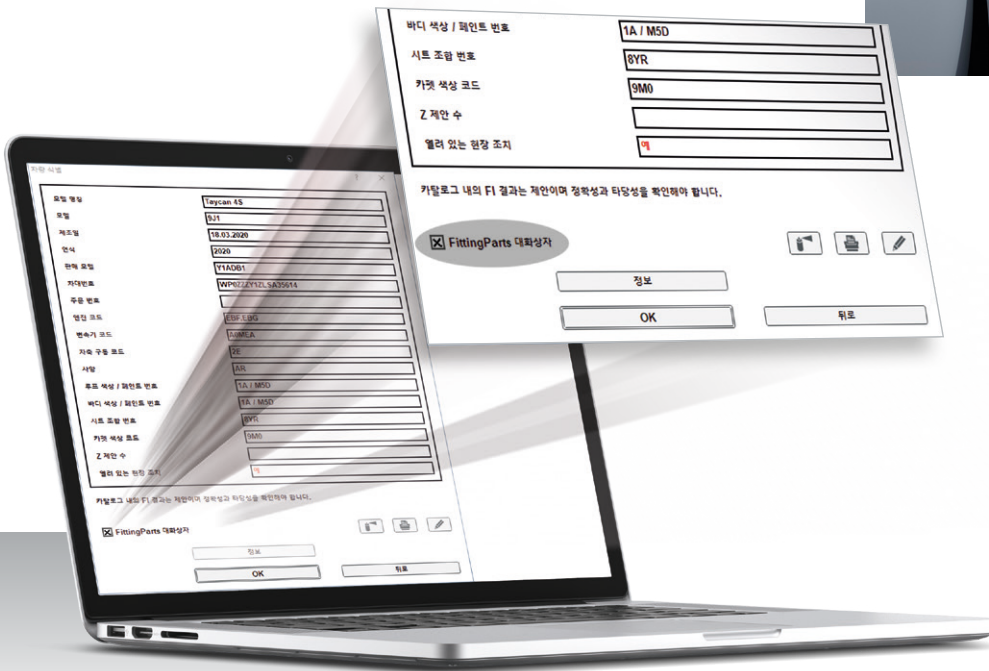 바디 색상 / 페인트 번호 1A / M5D
시트 조합 번호 8YR
카펫 색상 코드 9M0
Z 제안 수
열려 있는 현장 조치 예
카탈로그 내의 FI 결과는 제안이며 정확성과 타당성을 확인해야 합니다.
FittingParts 대화상자
정보
OK 뒤로
차량 식별 ? ×
모델 명칭 Taycan 4S
모델 9J1
제조일 18.03.2020
연식 2020
판매 모델 Y1ADB1
차대번호 WP0ZZZY1ZLSA35614
주문 번호
엔진 코드 EBF.EBG
변속기 코드 A0MEA
차축 구동 코드 2E
사양 AR
루프 색상 / 페인트 번호 1A / M5D
바디 색상 / 페인트 번호 1A / M5D
시트 조합 번호 8YR
카펫 색상 코드 9M0
Z 제안 수
열려 있는 현장 조치 예
카탈로그 내의 FI 결과는 제안이며 정확성과 타당성을 확인해야 합니다.
FittingParts 대화상자
정보
OK 뒤로